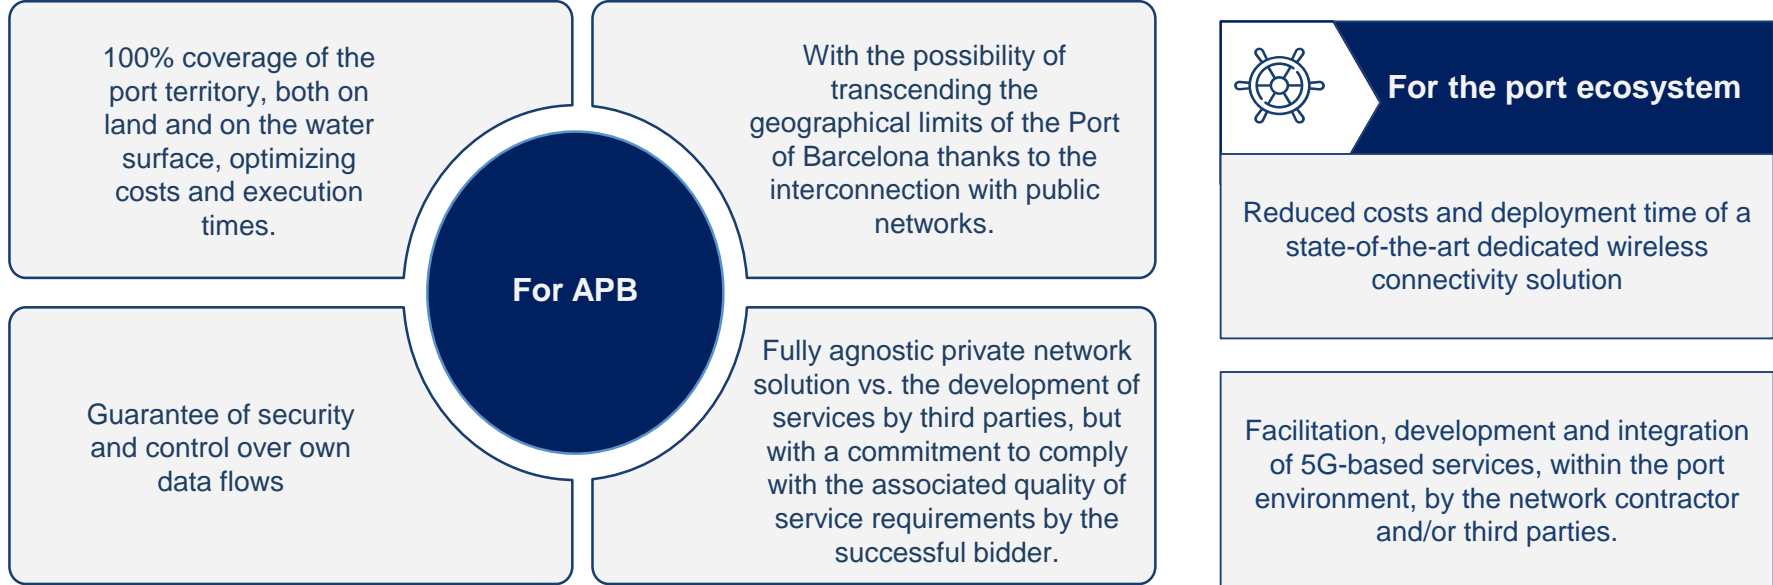 100% coverage of the
port territory, both on
land and on the water
surface, optimizing
costs and execution
times.
With the possibility of
transcending the
geographical limits of the Port
of Barcelona thanks to the
interconnection with public
networks.
For APB
Guarantee of security
and control over own
data flows
Fully agnostic private network
solution vs. the development of
services by third parties, but
with a commitment to comply
with the associated quality of
service requirements by the
successful bidder.
For the port ecosystem
Reduced costs and deployment time of a
state-of-the-art dedicated wireless
connectivity solution
Facilitation, development and integration
of 5G-based services, within the port
environment, by the network contractor
and/or third parties.